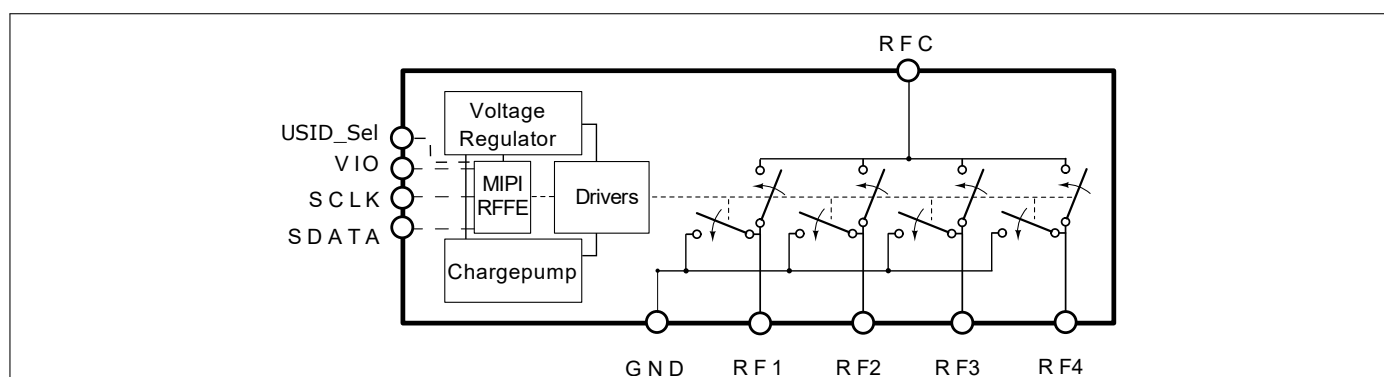 RFC
Voltage
Regulator
USID_Sel
VIO
SCLK
SDATA
MIPI
RFFE
Drivers
Chargepump
GND RF1 RF2 RF3 RF4